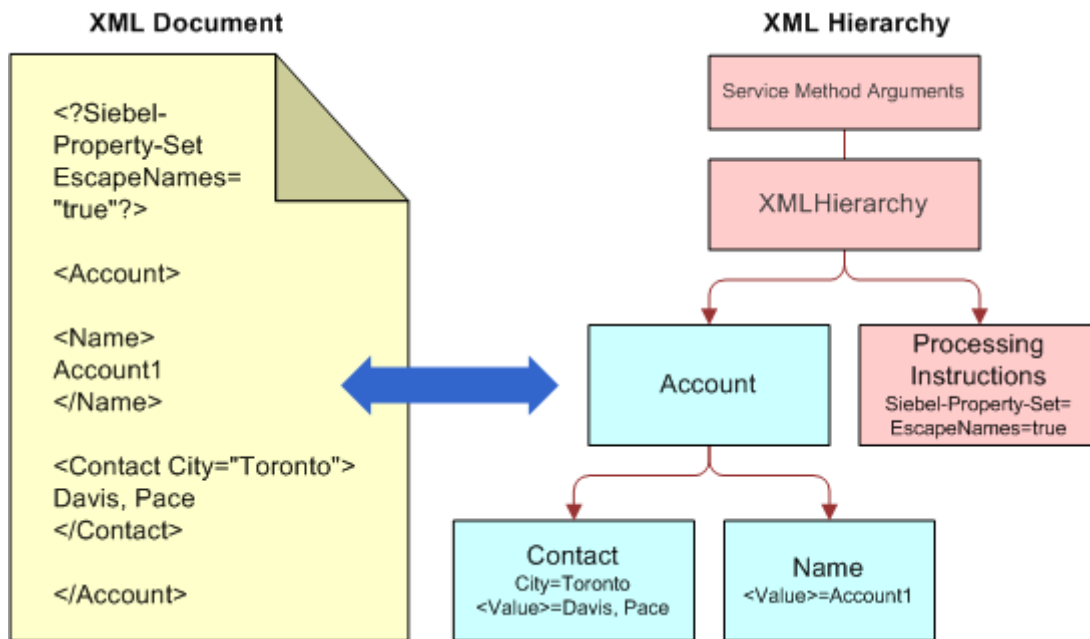 XML Document
<?Siebel-
Property-Set
EscapeNames=
"true"?>
<Account>
<Name>
Account1
</Name>
<Contact City="Toronto">
Davis, Pace
</Contact>
</Account>
XML Hierarchy
Service Method Arguments
XMLHierarchy
Account
Processing
Instructions
Siebel-Property-Set=
EscapeNames=true
Contact
City=Toronto
<Value>=Davis, Pace
Name
<Value>=Account1